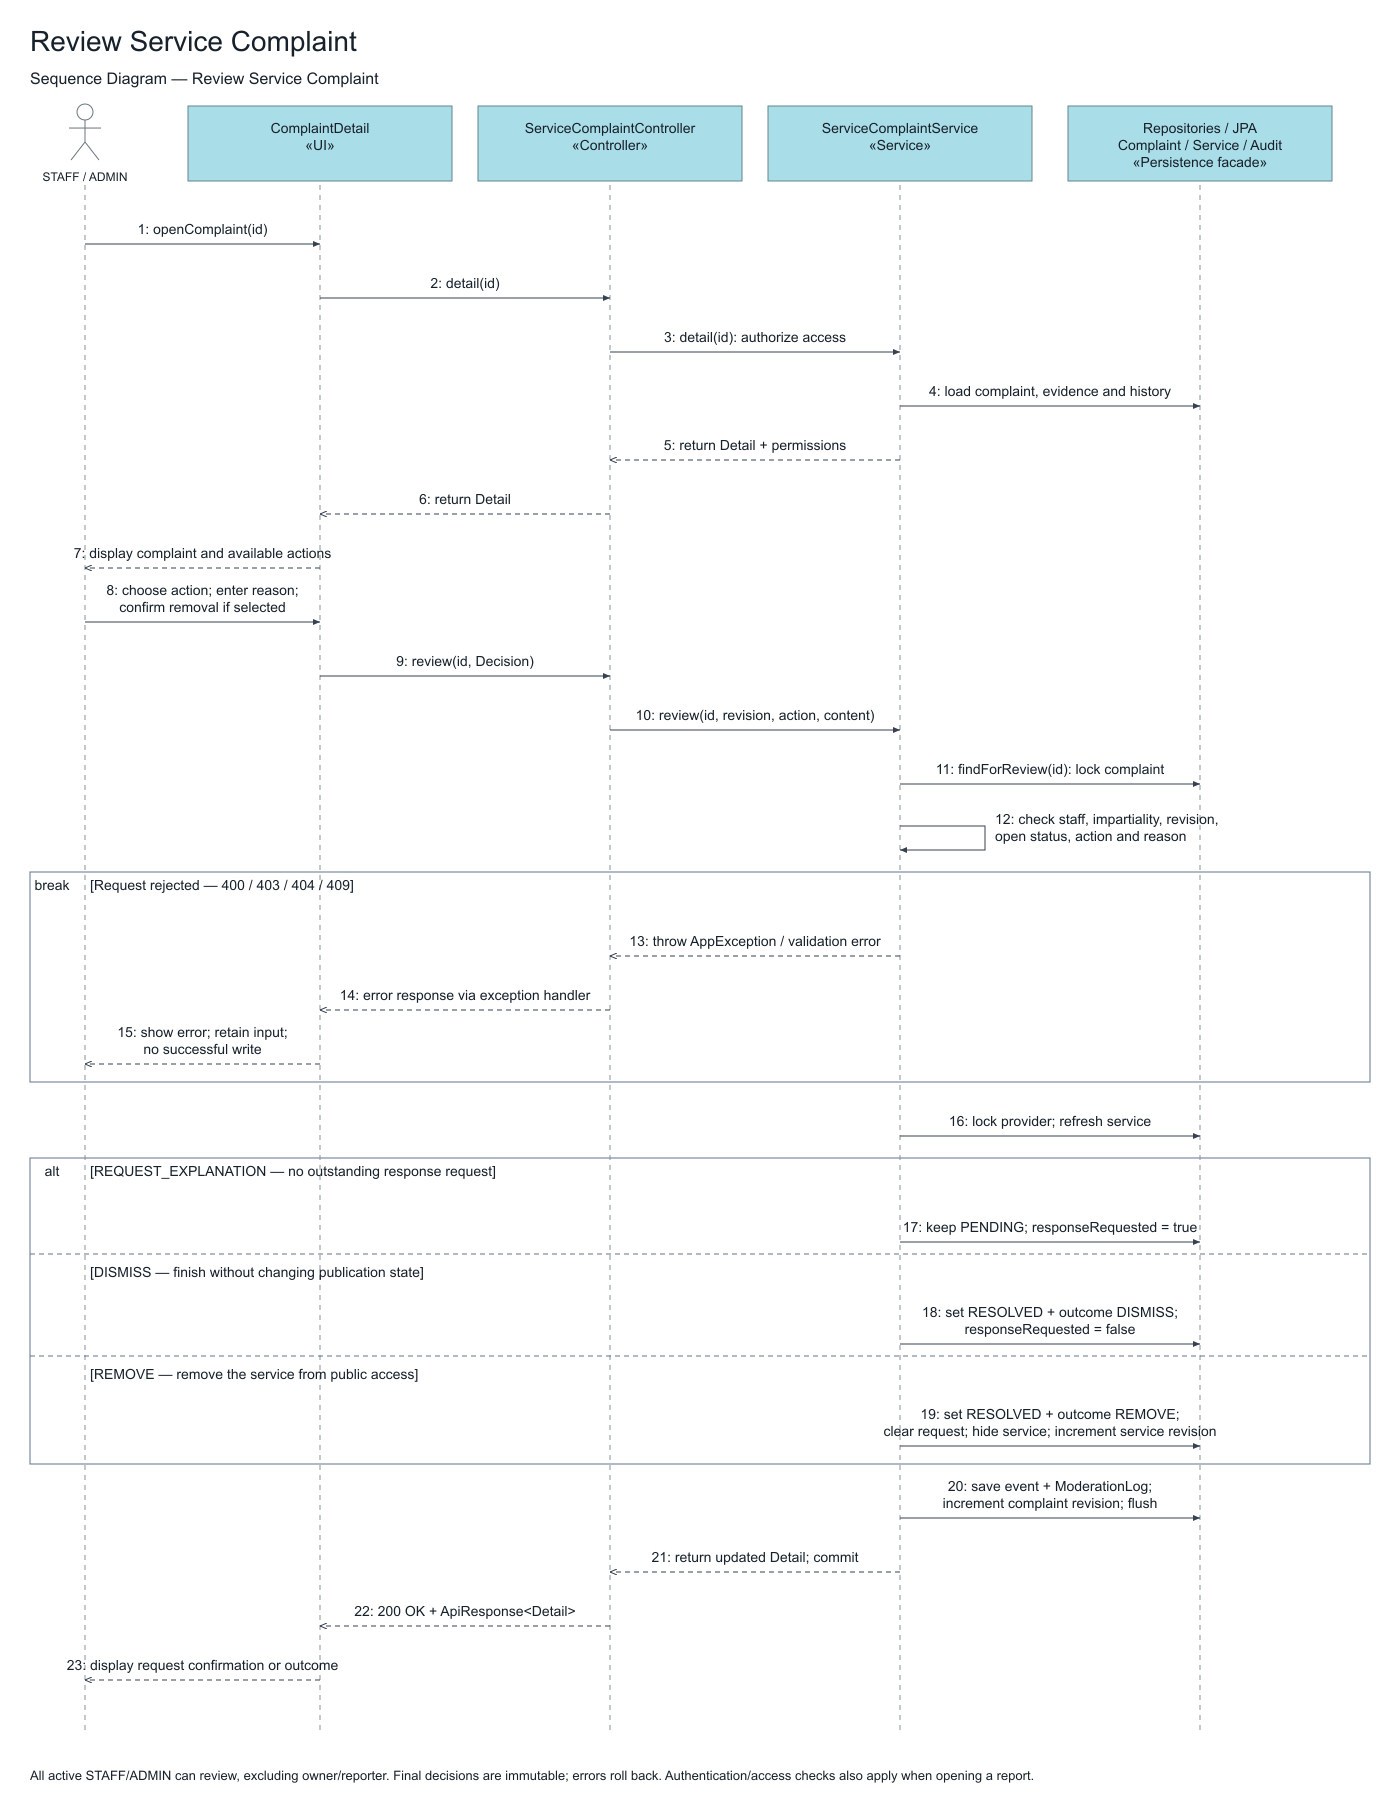 Review Service Complaint
Sequence Diagram — Review Service Complaint
STAFF / ADMIN
ComplaintDetail
«UI»
ServiceComplaintController
«Controller»
ServiceComplaintService
«Service»
Repositories / JPA
Complaint / Service / Audit
«Persistence facade»
1: openComplaint(id)
2: detail(id)
3: detail(id): authorize access
4: load complaint, evidence and history
5: return Detail + permissions
6: return Detail
7: display complaint and available actions
8: choose action; enter reason;
confirm removal if selected
9: review(id, Decision)
10: review(id, revision, action, content)
11: findForReview(id): lock complaint
12: check staff, impartiality, revision,
open status, action and reason
break [Request rejected — 400 / 403 / 404 / 409]
13: throw AppException / validation error
14: error response via exception handler
15: show error; retain input;
no successful write
16: lock provider; refresh service
alt [REQUEST_EXPLANATION — no outstanding response request]
17: keep PENDING; responseRequested = true
[DISMISS — finish without changing publication state]
18: set RESOLVED + outcome DISMISS;
responseRequested = false
[REMOVE — remove the service from public access]
19: set RESOLVED + outcome REMOVE;
clear request; hide service; increment service revision
20: save event + ModerationLog;
increment complaint revision; flush
21: return updated Detail; commit
22: 200 OK + ApiResponse<Detail>
23: display request confirmation or outcome
All active STAFF/ADMIN can review, excluding owner/reporter. Final decisions are immutable; errors roll back. Authentication/access checks also apply when opening a report.